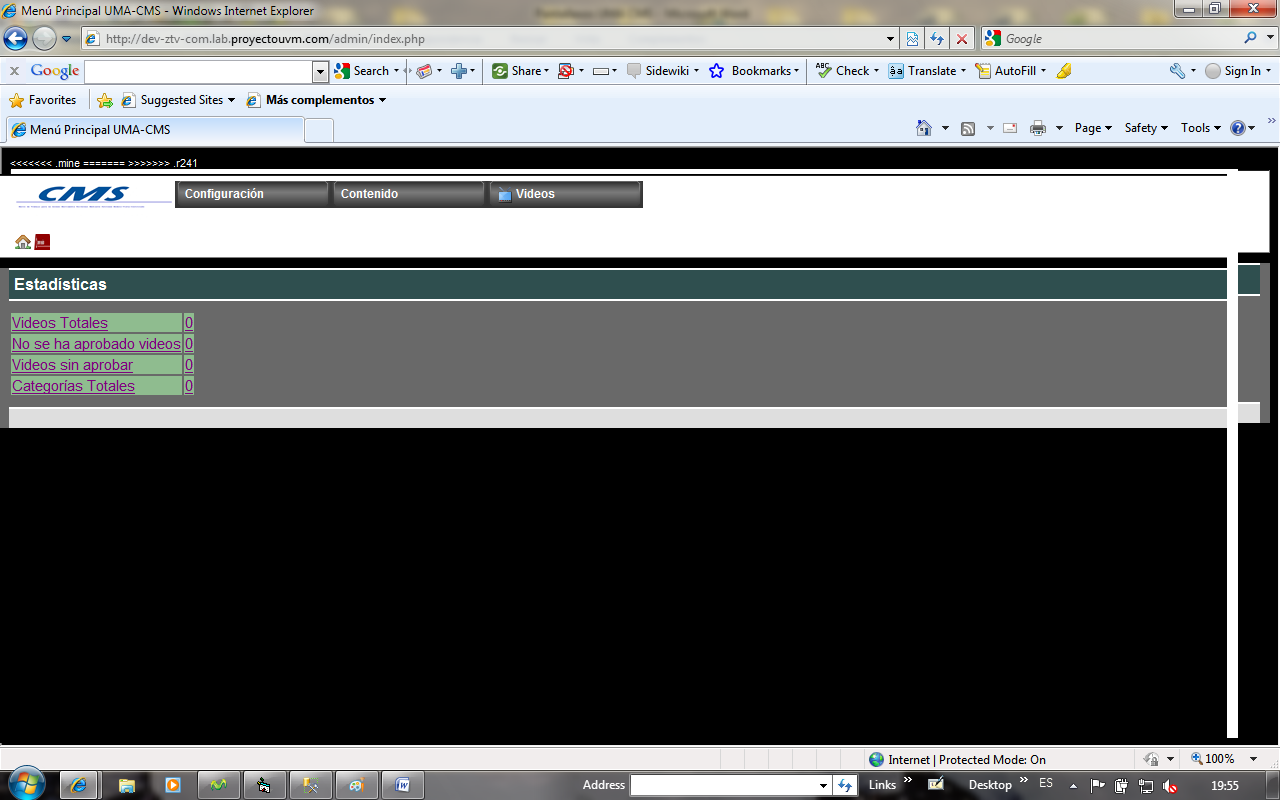 Menú Principal UMA-CMS - Windows Internet Explorer
http://dev-ztv-com.lab.proyectouvm.com/admin/index.php
Google
x Google Search Share Sidewiki Bookmarks Check Translate AutoFill Sign In
Favorites Suggested Sites Más complementos
Menú Principal UMA-CMS
Page Safety Tools
<<<<<<< .mine ======= >>>>>>> .r241
CMS
Configuración Contenido Videos
Estadísticas
Videos Totales 0
No se ha aprobado videos 0
Videos sin aprobar 0
Categorías Totales 0
Internet | Protected Mode: On
100%
Address Links Desktop ES 19:55